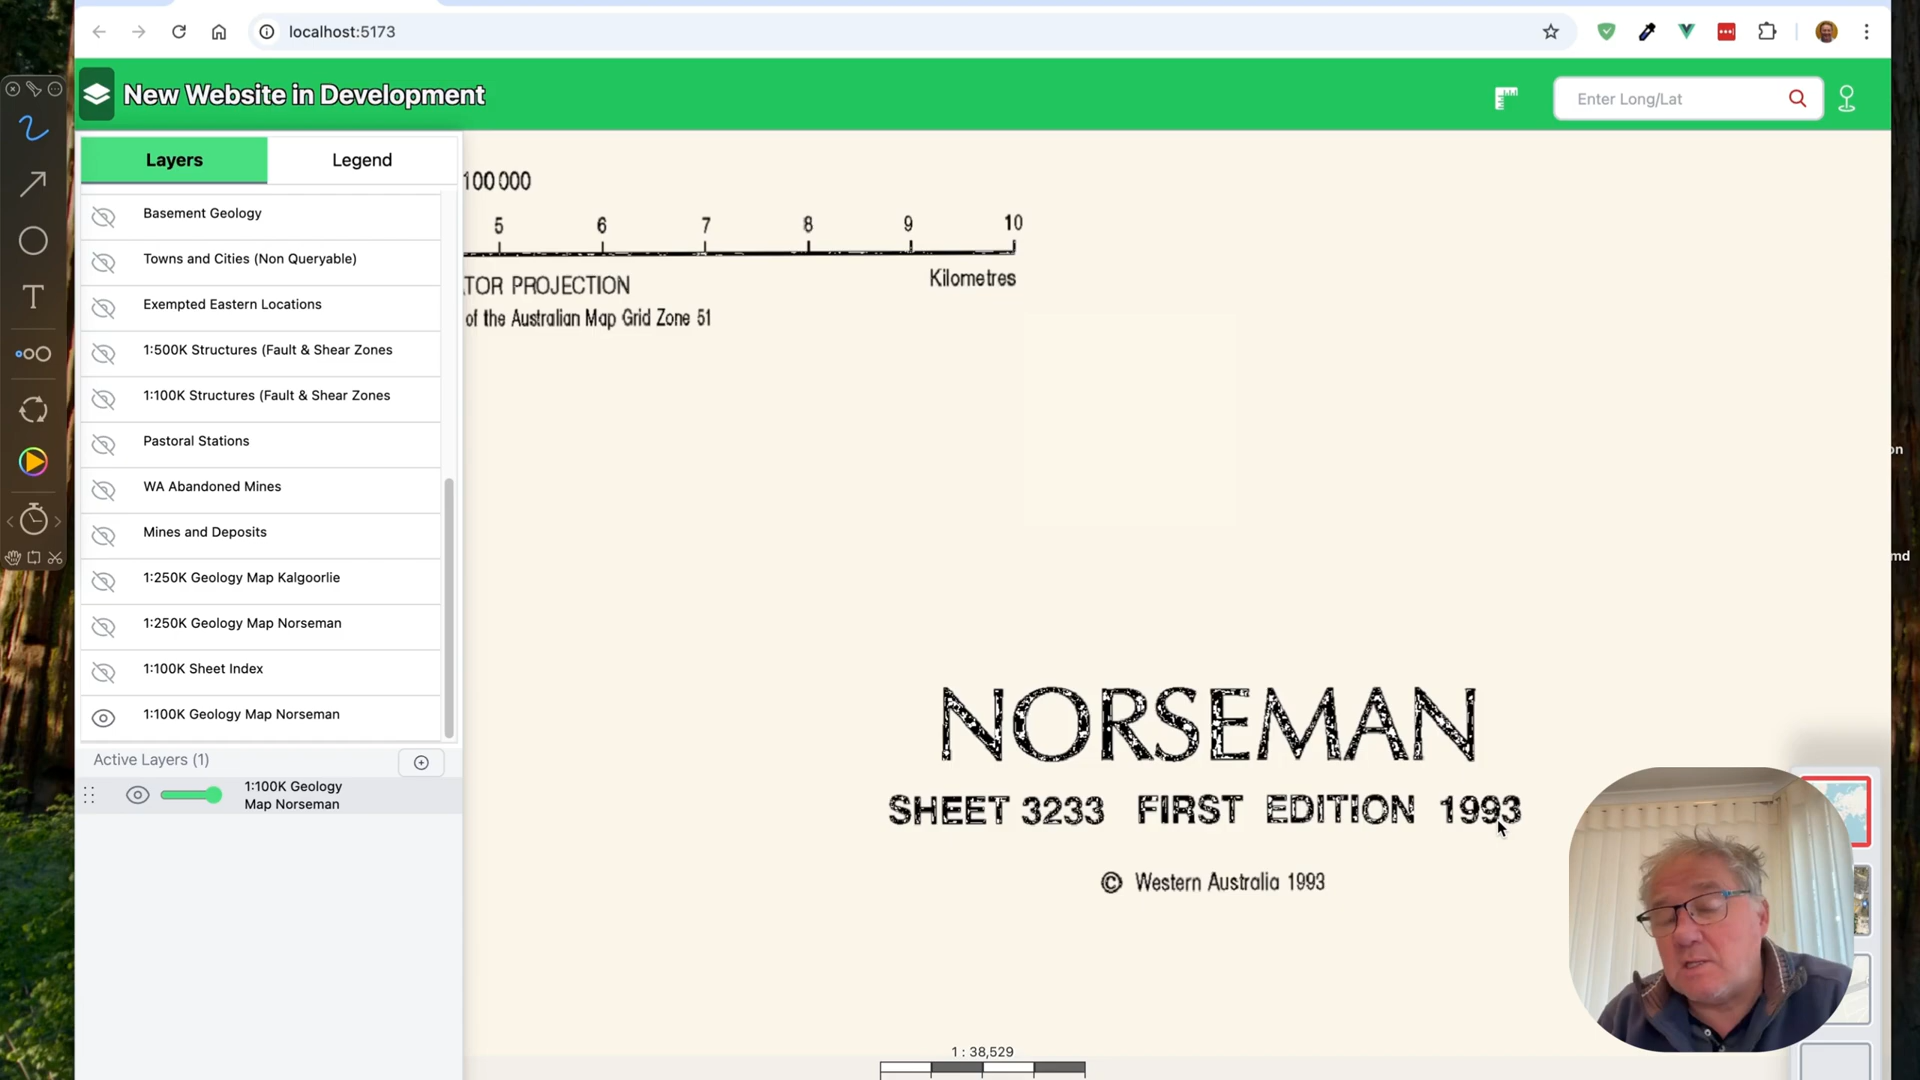 localhost:5173
New Website in Development
Enter Long/Lat
Layers
Legend
Basement Geology
Towns and Cities (Non Queryable)
Exempted Eastern Locations
1:500K Structures (Fault & Shear Zones
1:100K Structures (Fault & Shear Zones
Pastoral Stations
WA Abandoned Mines
Mines and Deposits
1:250K Geology Map Kalgoorlie
1:250K Geology Map Norseman
1:100K Sheet Index
1:100K Geology Map Norseman
Active Layers (1)
1:100K Geology
Map Norseman
100 000
5 6 7 8 9 10
Kilometres
TOR PROJECTION
of the Australian Map Grid Zone 51
NORSEMAN
SHEET 3233 FIRST EDITION 1993
© Western Australia 1993
1 : 38,529
T
on
md